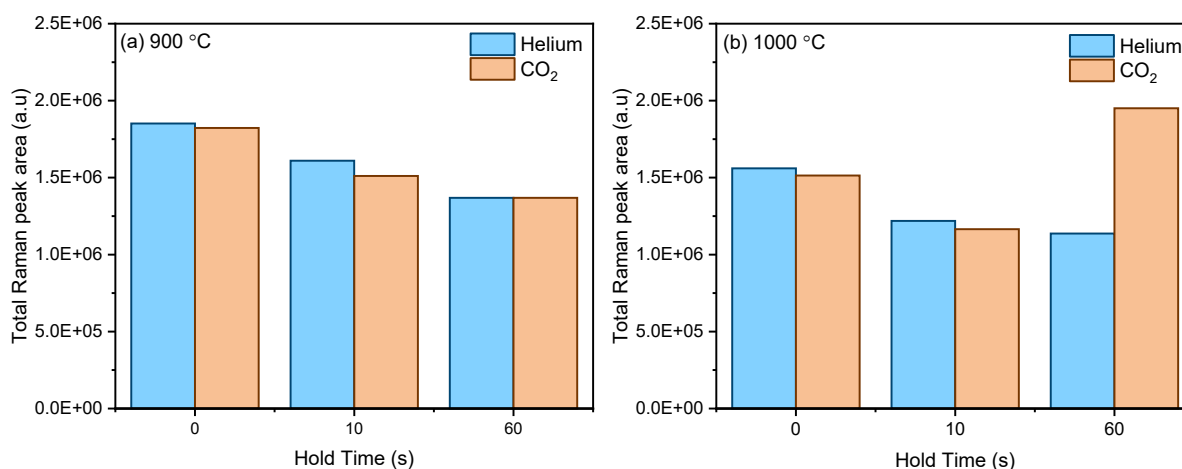 (a) 900 °C
Helium
CO₂
Total Raman peak area (a.u)
2.5E+06
2.0E+06
1.5E+06
1.0E+06
5.0E+05
0.0E+00
0
10
60
Hold Time (s)
(b) 1000 °C
Helium
CO₂
Total Raman peak area (a.u)
2.5E+06
2.0E+06
1.5E+06
1.0E+06
5.0E+05
0.0E+00
0
10
60
Hold Time (s)